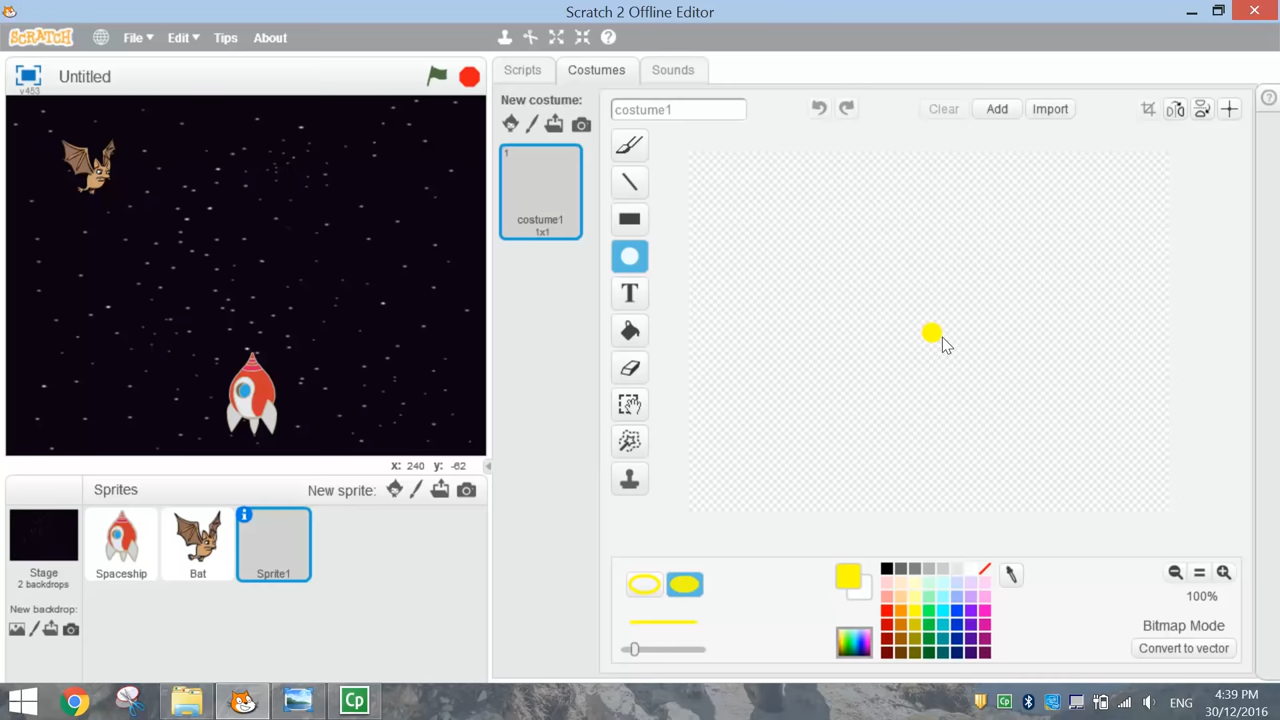 Scratch 2 Offline Editor
SCRATCH File Edit Tips About
Untitled
v453
Scripts Costumes Sounds
New costume:
costume1
Clear Add Import
1
costume1
1x1
T
x: 240 y: -62
Sprites New sprite:
Stage
2 backdrops
New backdrop:
Spaceship Bat Sprite1
100%
Bitmap Mode
Convert to vector
Cp
Cp
ENG
4:39 PM
30/12/2016